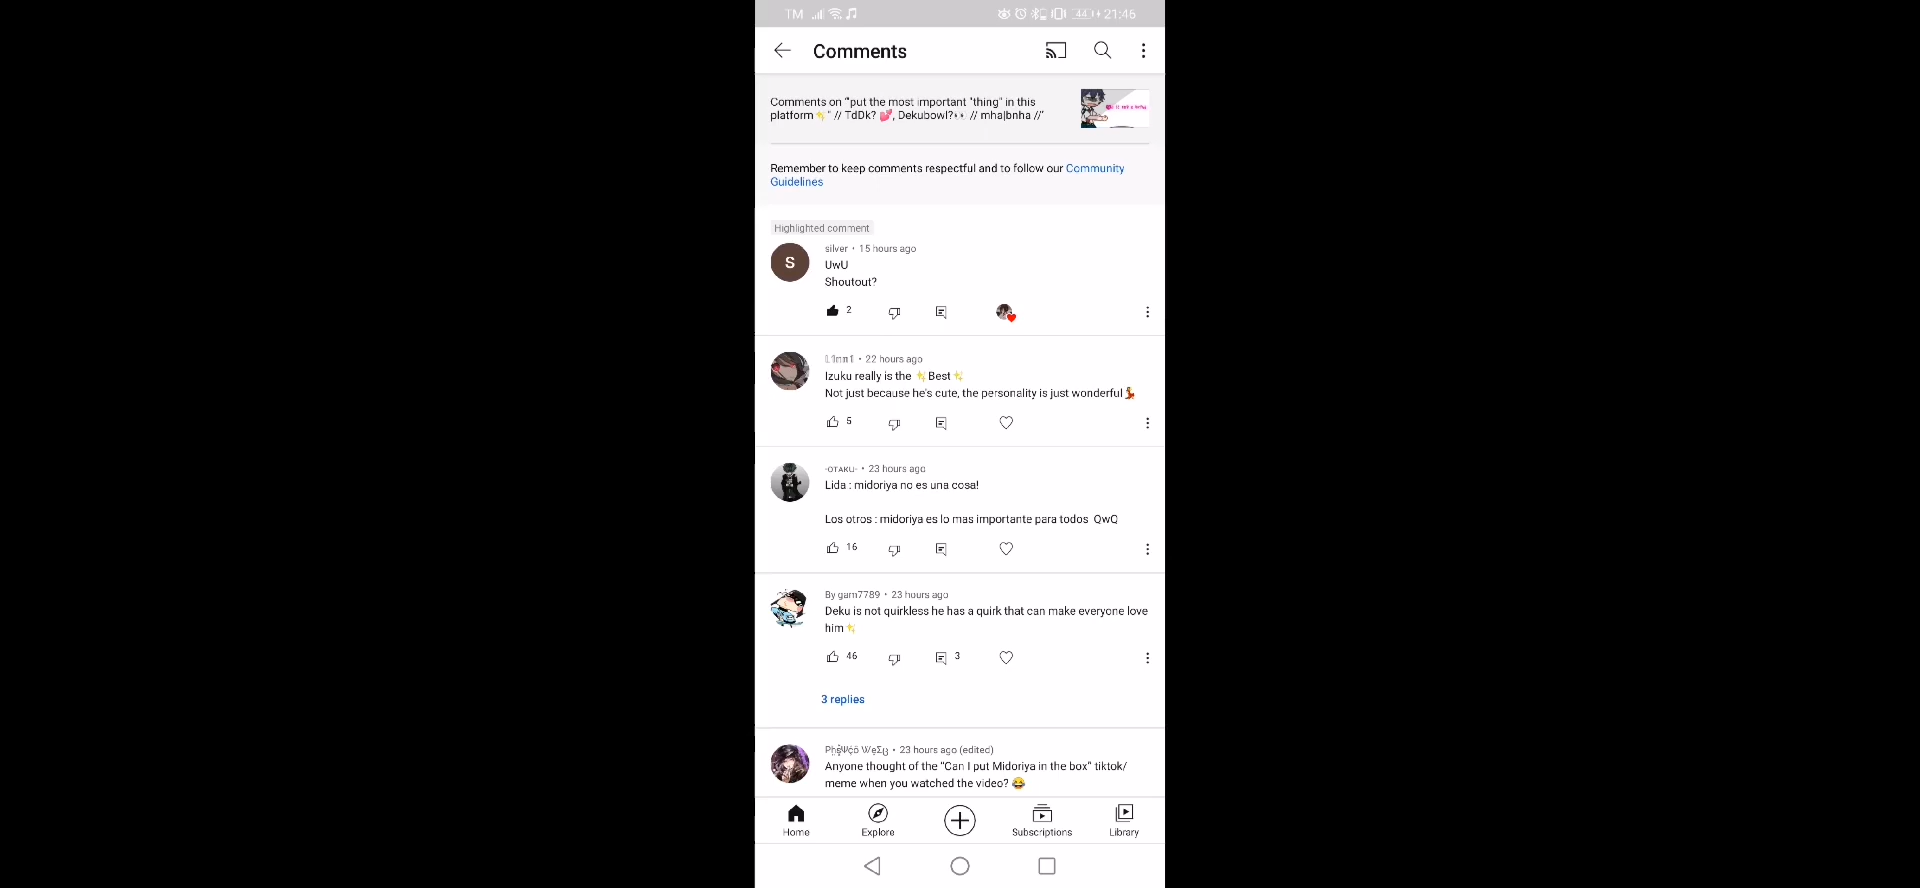 TM 44 21:45
Comments
Comments on "'put the most important "thing" in this
platform✨" // TdDk? 💕, Dekubowl?👀 // mha|bnha //"
Remember to keep comments respectful and to follow our Community
Guidelines
Highlighted comment
S
silver • 15 hours ago
UwU
Shoutout?
2
L1nn1 • 22 hours ago
Izuku really is the ✨Best✨
Not just because he's cute, the personality is just wonderful💃
5
-OTAKU- • 23 hours ago
Lida : midoriya no es una cosa!
Los otros : midoriya es lo mas importante para todos QwQ
16
By gam7789 • 23 hours ago
Deku is not quirkless he has a quirk that can make everyone love
him✨
46 3
3 replies
• 23 hours ago (edited)
Anyone thought of the "Can I put Midoriya in the box" tiktok/
meme when you watched the video? 😂
Home Explore Subscriptions Library